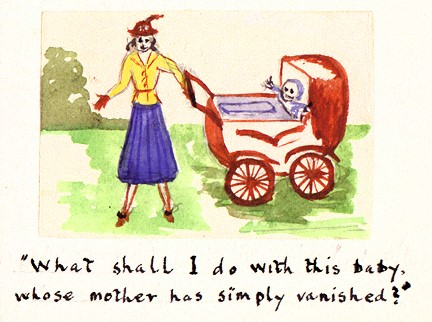 "What shall I do with this baby,
whose mother has simply vanished?"